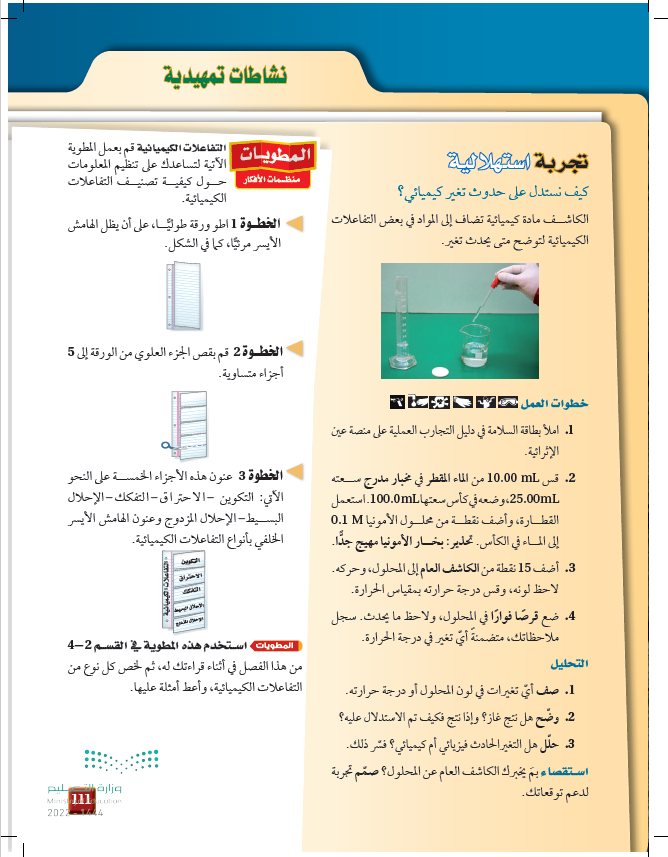 نشاطات تمهيدية
تجربة استهلالية
كيف نستدل على حدوث تغير كيميائي؟
الكاشف مادة كيميائية تضاف إلى المواد في بعض التفاعلات
الكيميائية لتوضح متى يحدث تغير.
خطوات العمل
1. املأ بطاقة السلامة في دليل التجارب العملية على منصة عين
الإثرائية.
2. قس 10.00 mL من الماء المقطر في مخبار مدرج سعته
25.00mL، وضعه في كأس سعتها 100.0mL. استعمل
القطارة، وأضف نقطة من محلول الأمونيا 0.1 M
إلى الماء في الكأس. تحذير: بخار الأمونيا مهيج جدًّا.
3. أضف 15 نقطة من الكاشف العام إلى المحلول، وحركه.
لاحظ لونه، وقس درجة حرارته بمقياس الحرارة.
4. ضع قرصًا فوارًا في المحلول، ولاحظ ما يحدث. سجل
ملاحظاتك، متضمنةً أيّ تغير في درجة الحرارة.
التحليل
1. صف أيّ تغيرات في لون المحلول أو درجة حرارته.
2. وضّح هل نتج غاز؟ وإذا نتج فكيف تم الاستدلال عليه؟
3. حلّل هل التغير الحادث فيزيائي أم كيميائي؟ فسّر ذلك.
استقصاء بمَ يخبرك الكاشف العام عن المحلول؟ صمّم تجربة
لدعم توقعاتك.
المطويات
منظمات الأفكار
التفاعلات الكيميائية قم بعمل المطوية
الآتية لتساعدك على تنظيم المعلومات
حول كيفية تصنيف التفاعلات
الكيميائية.
الخطوة 1 اطو ورقة طوليًّا، على أن يظل الهامش
الأيسر مرئيًّا، كما في الشكل.
الخطوة 2 قم بقص الجزء العلوي من الورقة إلى 5
أجزاء متساوية.
الخطوة 3 عنون هذه الأجزاء الخمسة على النحو
الآتي: التكوين –الاحتراق–التفكك–الإحلال
البسيط–الإحلال المزدوج وعنون الهامش الأيسر
الخلفي بأنواع التفاعلات الكيميائية.
التفاعلات الكيميائية
التكوين
الاحتراق
التفكك
الاحلال البسيط
الاحلال المزدوج
المطويات استخدم هذه المطوية في القسم 2–4
من هذا الفصل في أثناء قراءتك له، ثم لخص كل نوع من
التفاعلات الكيميائية، وأعط أمثلة عليها.
وزارة التعليم
Ministry of Education
2022 - 1444
111